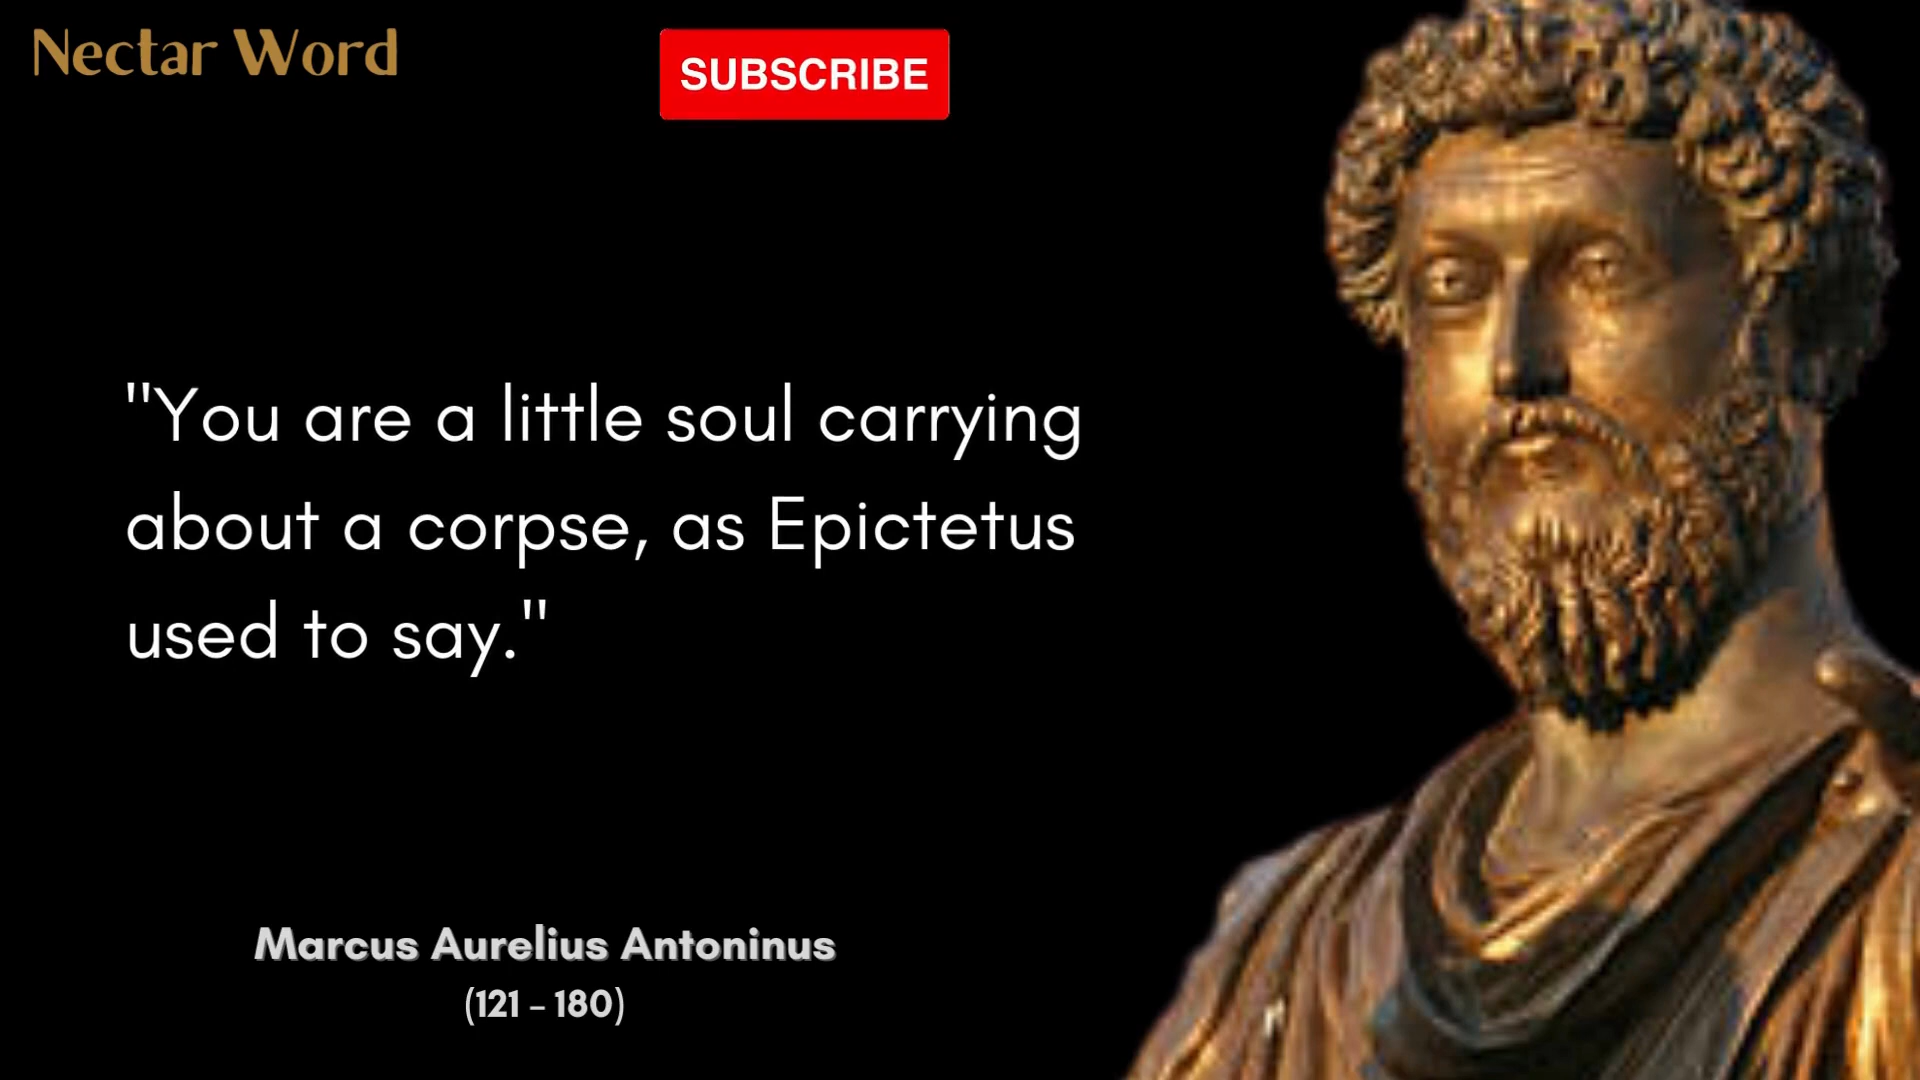 Nectar Word
SUBSCRIBE
"You are a little soul carrying
about a corpse, as Epictetus
used to say."
Marcus Aurelius Antoninus
(121 – 180)